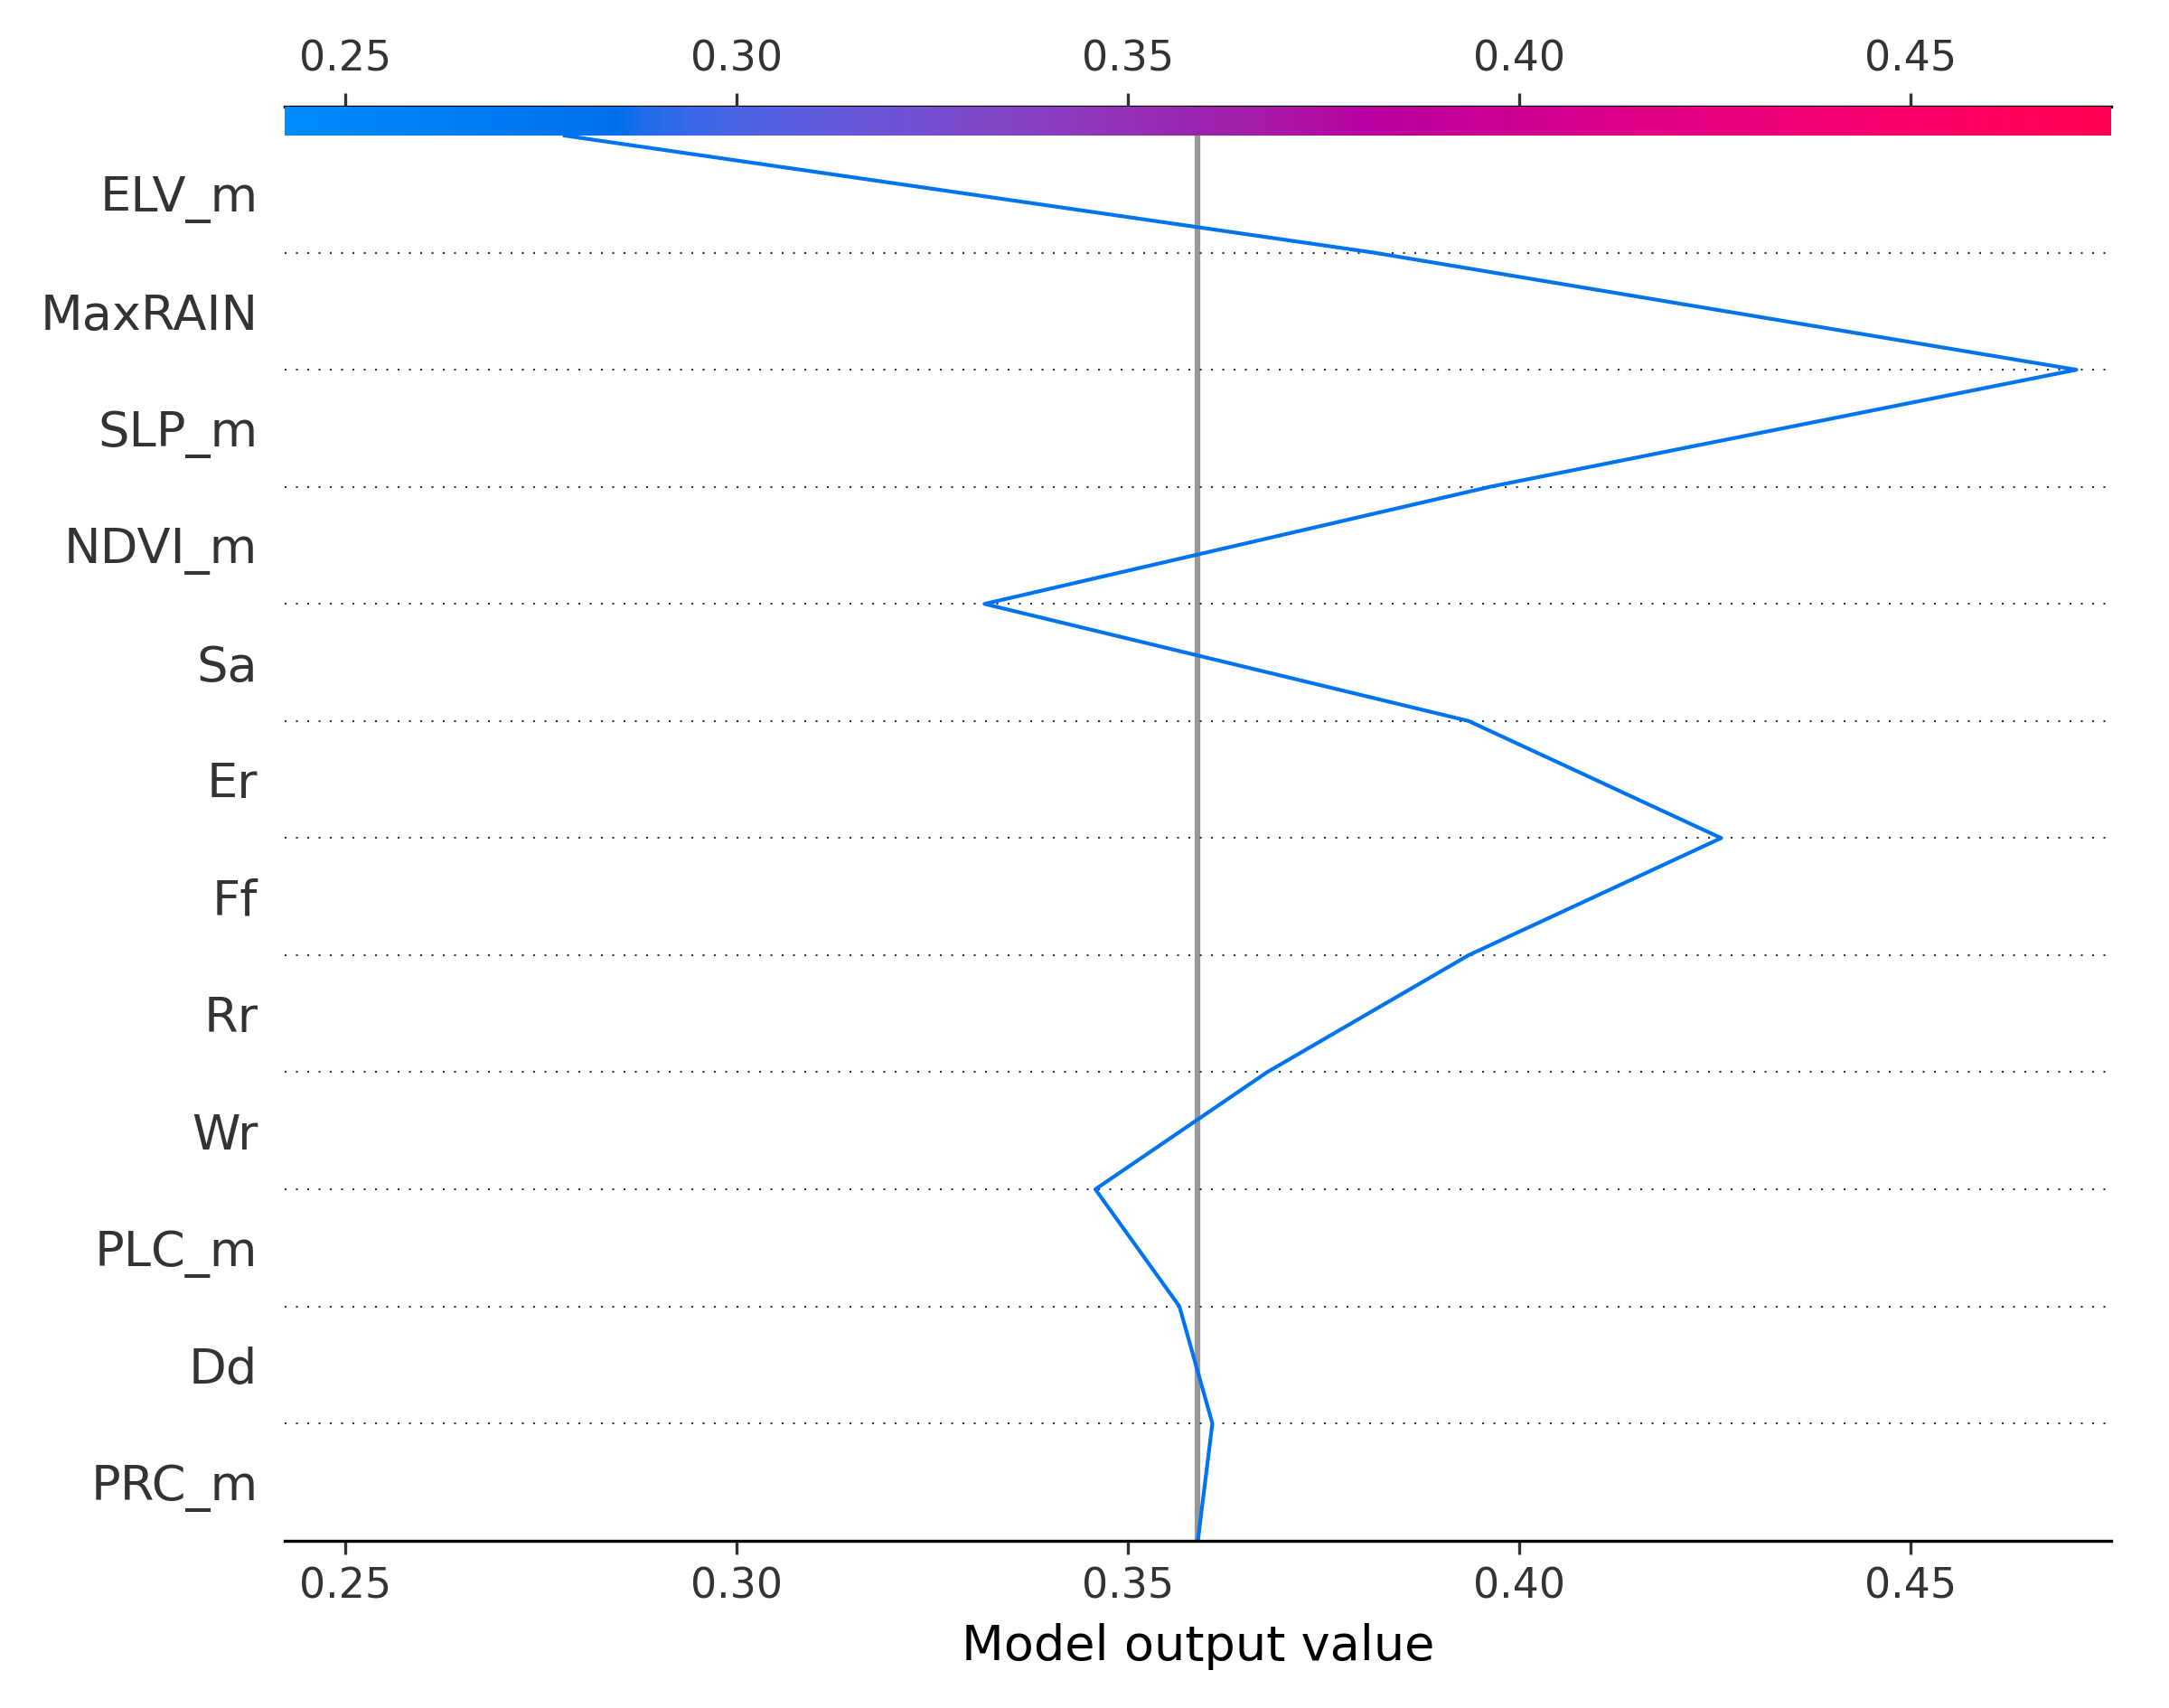 0.25 0.30 0.35 0.40 0.45
ELV_m
MaxRAIN
SLP_m
NDVI_m
Sa
Er
Ff
Rr
Wr
PLC_m
Dd
PRC_m
0.25 0.30 0.35 0.40 0.45
Model output value